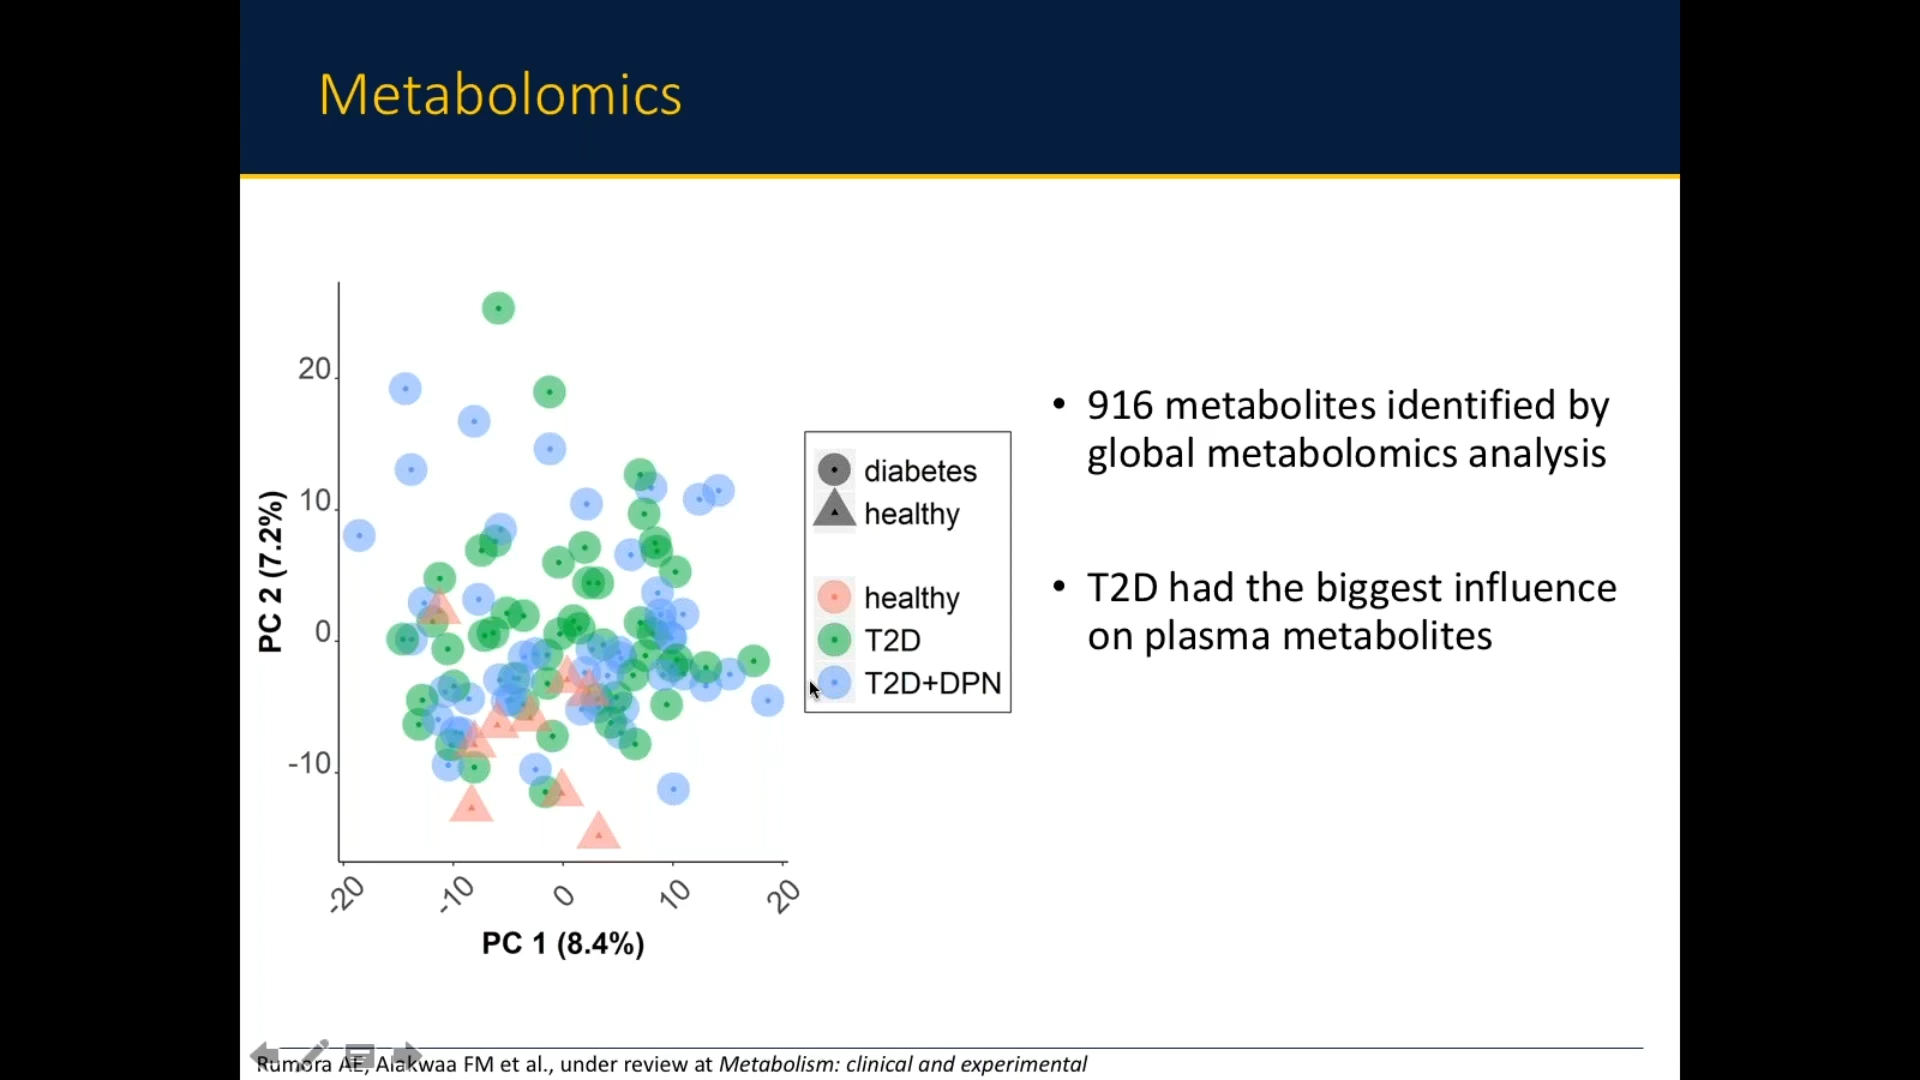 Metabolomics
20
10
0
-10
PC 2 (7.2%)
-20
-10
0
10
20
PC 1 (8.4%)
diabetes
healthy
healthy
T2D
T2D+DPN
• 916 metabolites identified by
global metabolomics analysis
• T2D had the biggest influence
on plasma metabolites
Rumora AE, Alakwaa FM et al., under review at Metabolism: clinical and experimental